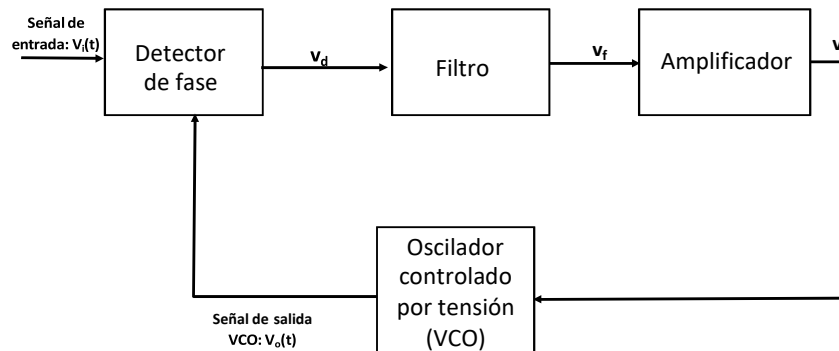 Señal de
entrada: Vi(t)
Detector
de fase
vd
Filtro
vf
Amplificador
v
Oscilador
controlado
por tensión
(VCO)
Señal de salida
VCO: Vo(t)